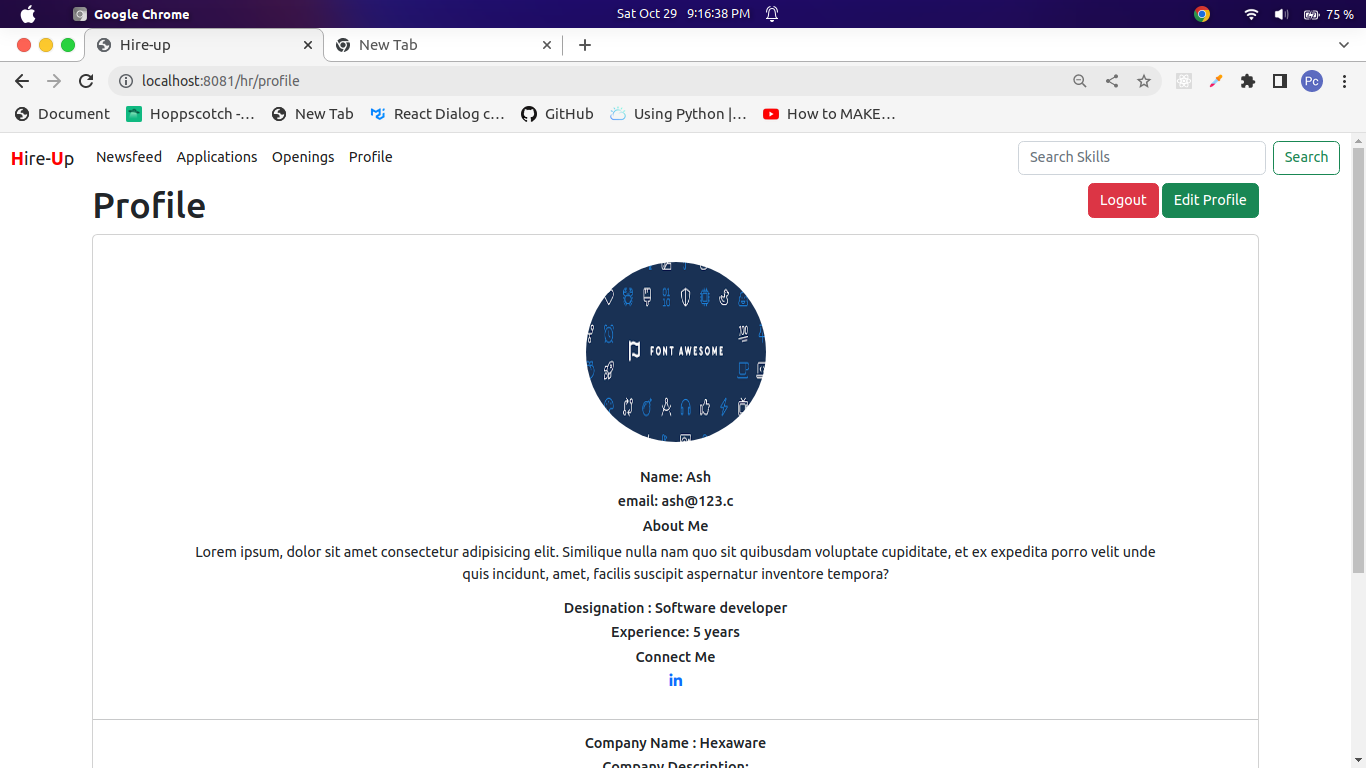 Google Chrome
Sat Oct 29 9:16:38 PM
75 %
Hire-up
New Tab
localhost:8081/hr/profile
Pc
Document
Hoppscotch -...
New Tab
React Dialog c...
GitHub
Using Python |...
How to MAKE...
Hire-Up
Newsfeed
Applications
Openings
Profile
Search Skills
Search
Profile
Logout
Edit Profile
01
10
100
FONT AWESOME
Name: Ash
email: ash@123.c
About Me
Lorem ipsum, dolor sit amet consectetur adipisicing elit. Similique nulla nam quo sit quibusdam voluptate cupiditate, et ex expedita porro velit unde
quis incidunt, amet, facilis suscipit aspernatur inventore tempora?
Designation : Software developer
Experience: 5 years
Connect Me
in
Company Name : Hexaware
Company Description: